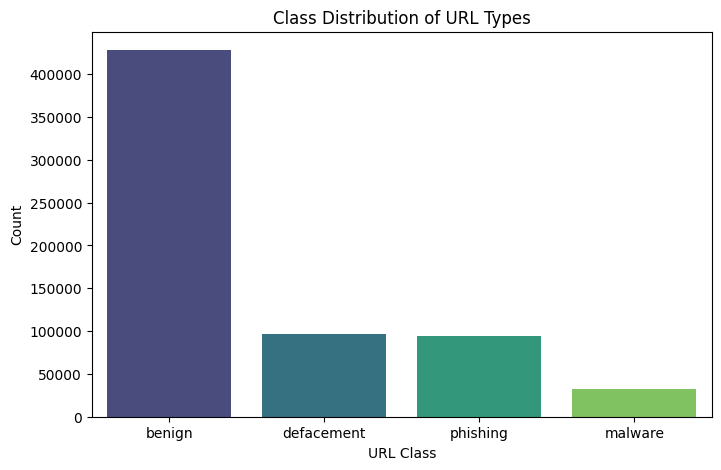 Class Distribution of URL Types
400000
350000
300000
250000
200000
150000
100000
50000
0
Count
benign defacement phishing malware
URL Class